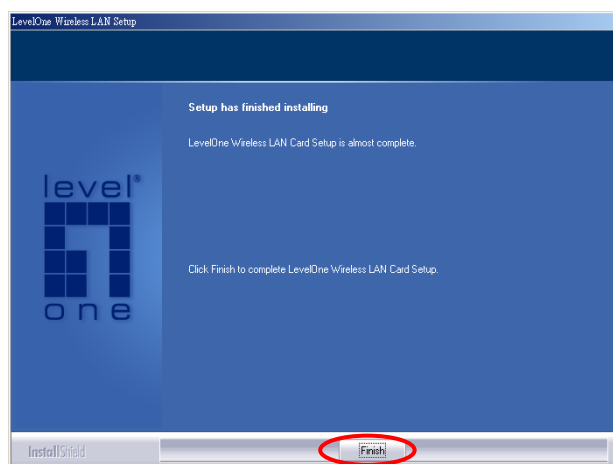 LevelOne Wireless LAN Setup
Setup has finished installing
LevelOne Wireless LAN Card Setup is almost complete.
level®
one
Click Finish to complete LevelOne Wireless LAN Card Setup.
InstallShield
Finish